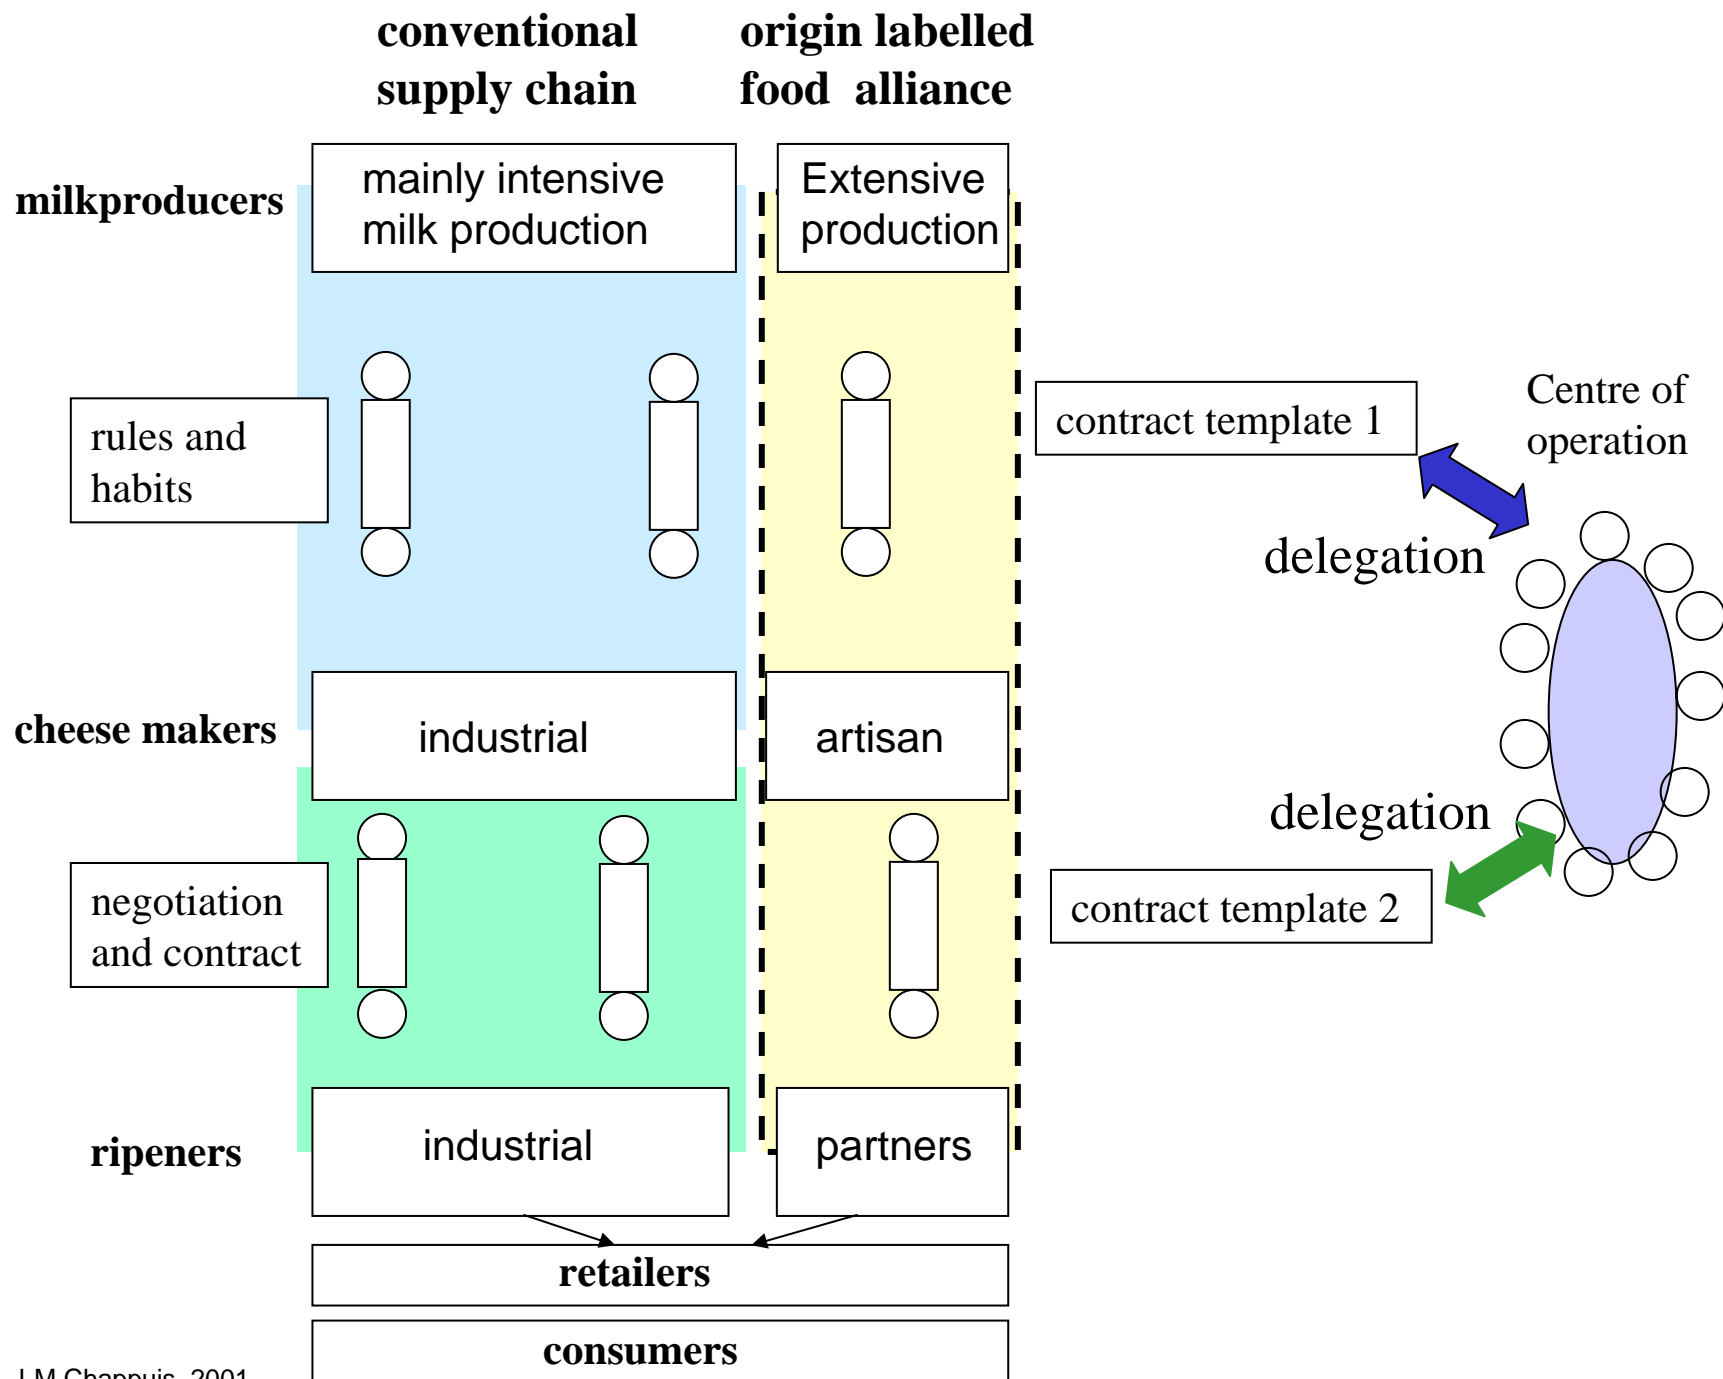 conventional
supply chain
origin labelled
food alliance
milkproducers
mainly intensive
milk production
Extensive
production
rules and
habits
contract template 1
Centre of
operation
delegation
cheese makers
industrial
artisan
delegation
negotiation
and contract
contract template 2
ripeners
industrial
partners
retailers
consumers
J.M Chappuis, 2001